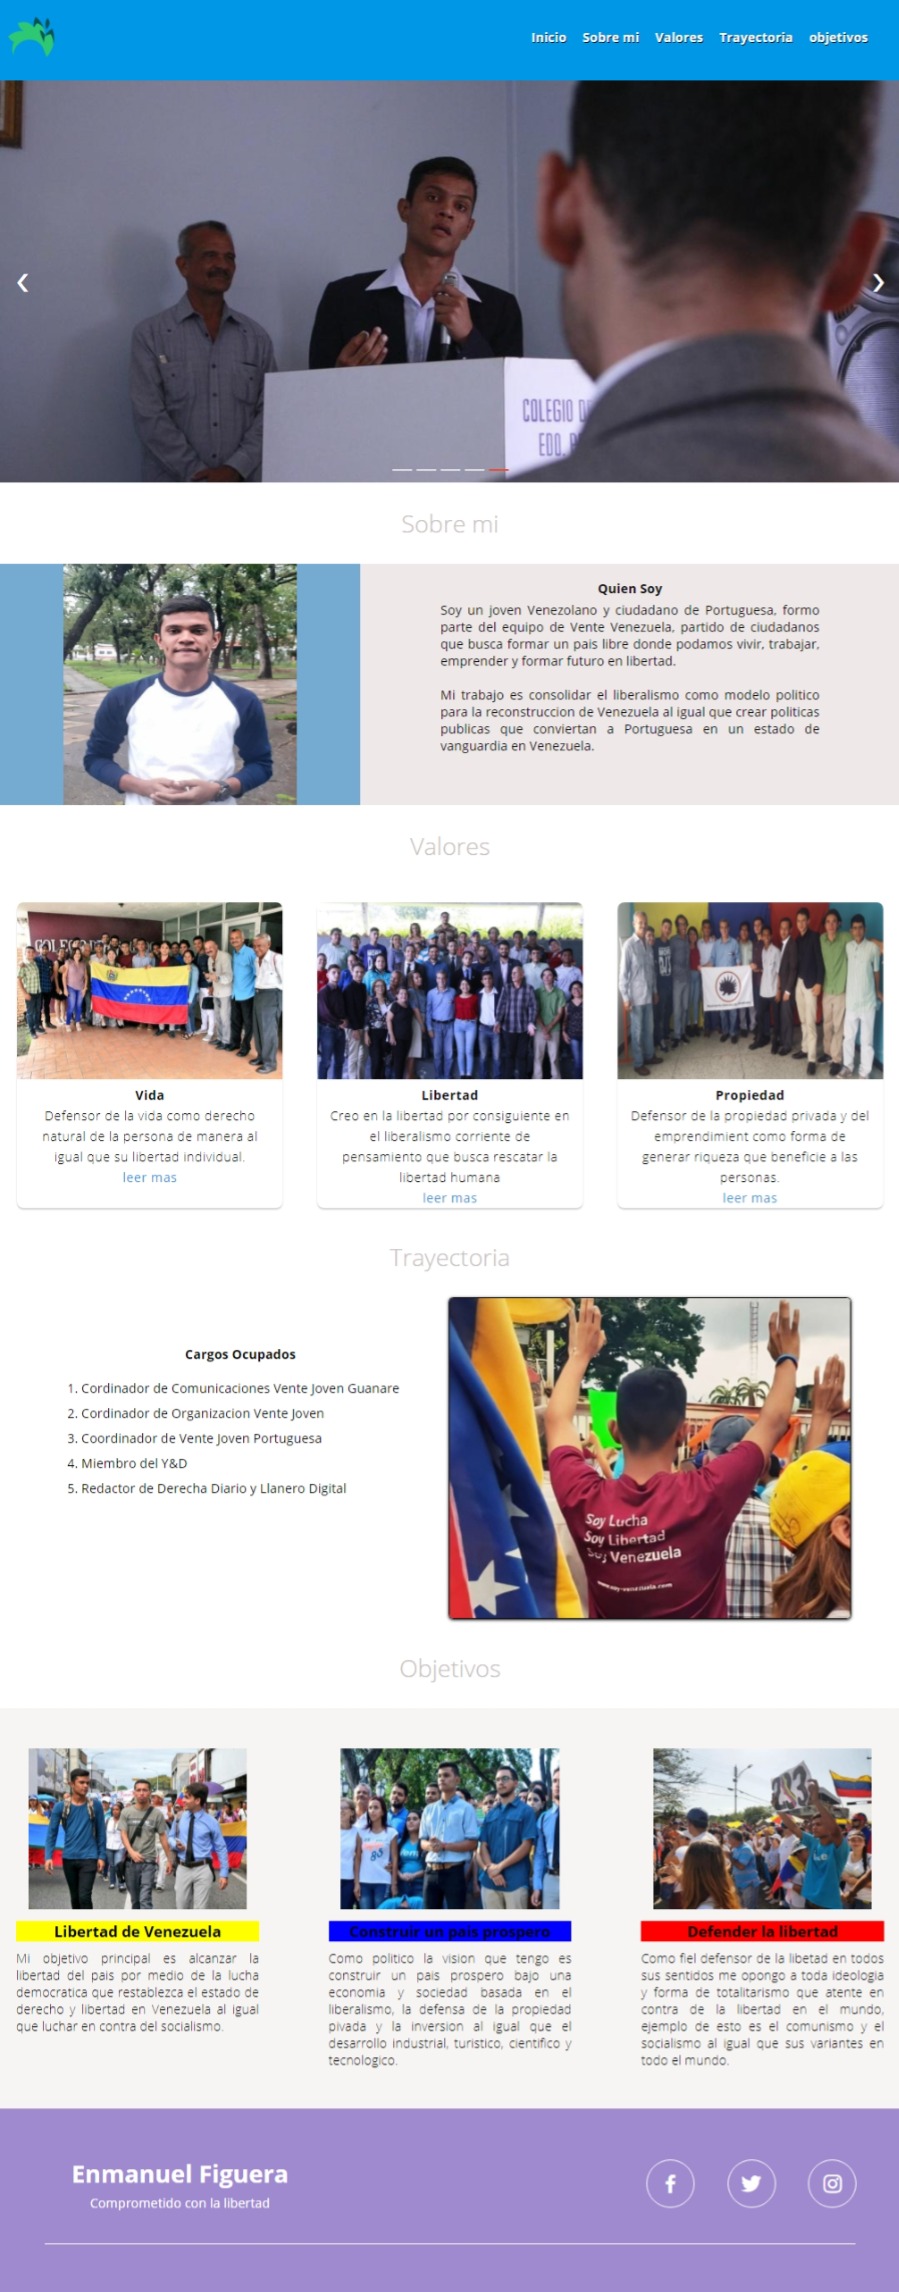 Inicio Sobre mi Valores Trayectoria objetivos
COLEGIO
EDO.
Sobre mi
Quien Soy
Soy un joven Venezolano y ciudadano de Portuguesa, formo
parte del equipo de Vente Venezuela, partido de ciudadanos
que busca formar un pais libre donde podamos vivir, trabajar,
emprender y formar futuro en libertad.
Mi trabajo es consolidar el liberalismo como modelo politico
para la reconstruccion de Venezuela al igual que crear politicas
publicas que conviertan a Portuguesa en un estado de
vanguardia en Venezuela.
Valores
Vida
Defensor de la vida como derecho
natural de la persona de manera al
igual que su libertad individual.
leer mas
Libertad
Creo en la libertad por consiguiente en
el liberalismo corriente de
pensamiento que busca rescatar la
libertad humana
leer mas
Propiedad
Defensor de la propiedad privada y del
emprendimient como forma de
generar riqueza que beneficie a las
personas.
leer mas
Trayectoria
Cargos Ocupados
1. Cordinador de Comunicaciones Vente Joven Guanare
2. Cordinador de Organizacion Vente Joven
3. Coordinador de Vente Joven Portuguesa
4. Miembro del Y&D
5. Redactor de Derecha Diario y Llanero Digital
Soy Lucha
Soy Libertad
Soy Venezuela
www.soy-venezuela.com
Objetivos
Libertad de Venezuela
Mi objetivo principal es alcanzar la
libertad del pais por medio de la lucha
democratica que restablezca el estado de
derecho y libertad en Venezuela al igual
que luchar en contra del socialismo.
Construir un pais prospero
Como politico la vision que tengo es
construir un pais prospero bajo una
economia y sociedad basada en el
liberalismo, la defensa de la propiedad
pivada y la inversion al igual que el
desarrollo industrial, turistico, cientifico y
tecnologico.
Defender la libertad
Como fiel defensor de la libetad en todos
sus sentidos me opongo a toda ideologia
y forma de totalitarismo que atente en
contra de la libertad en el mundo,
ejemplo de esto es el comunismo y el
socialismo al igual que sus variantes en
todo el mundo.
Enmanuel Figuera
Comprometido con la libertad